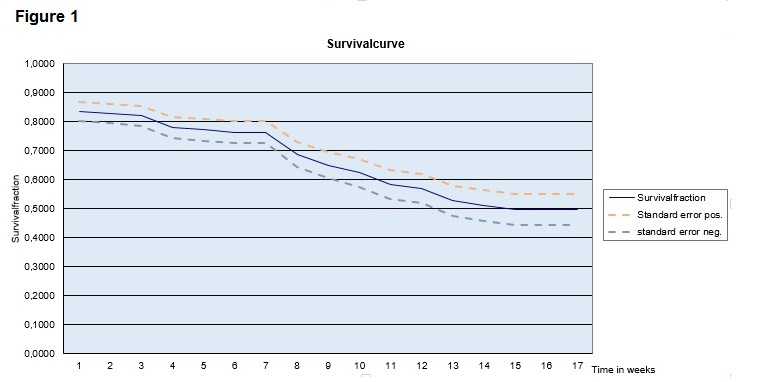 Figure 1
Survivalcurve
1,0000
0,9000
0,8000
0,7000
0,6000
0,5000
0,4000
0,3000
0,2000
0,1000
0,0000
Survivalfraction
1 2 3 4 5 6 7 8 9 10 11 12 13 14 15 16 17
Time in weeks
Survivalfraction
Standard error pos.
standard error neg.